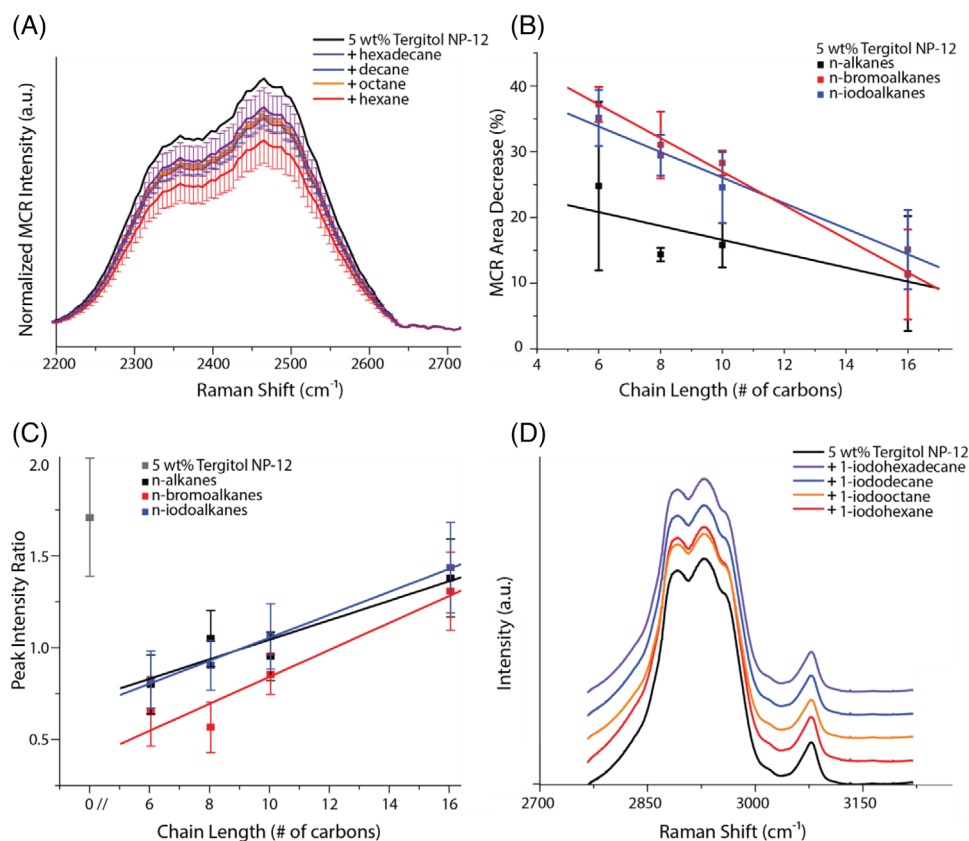 (A)
5 wt% Tergitol NP-12
+ hexadecane
+ decane
+ octane
+ hexane
Normalized MCR Intensity (a.u.)
2200 2300 2400 2500 2600 2700
Raman Shift (cm⁻¹)
(B)
5 wt% Tergitol NP-12
n-alkanes
n-bromoalkanes
n-iodoalkanes
MCR Area Decrease (%)
40
30
20
10
0
4 6 8 10 12 14 16
Chain Length (# of carbons)
(C)
5 wt% Tergitol NP-12
n-alkanes
n-bromoalkanes
n-iodoalkanes
Peak Intensity Ratio
2.0
1.5
1.0
0.5
0 // 6 8 10 16
Chain Length (# of carbons)
(D)
5 wt% Tergitol NP-12
+ 1-iodohexadecane
+ 1-iododecane
+ 1-iodooctane
+ 1-iodohexane
Intensity (a.u.)
2700 2850 3000 3150
Raman Shift (cm⁻¹)